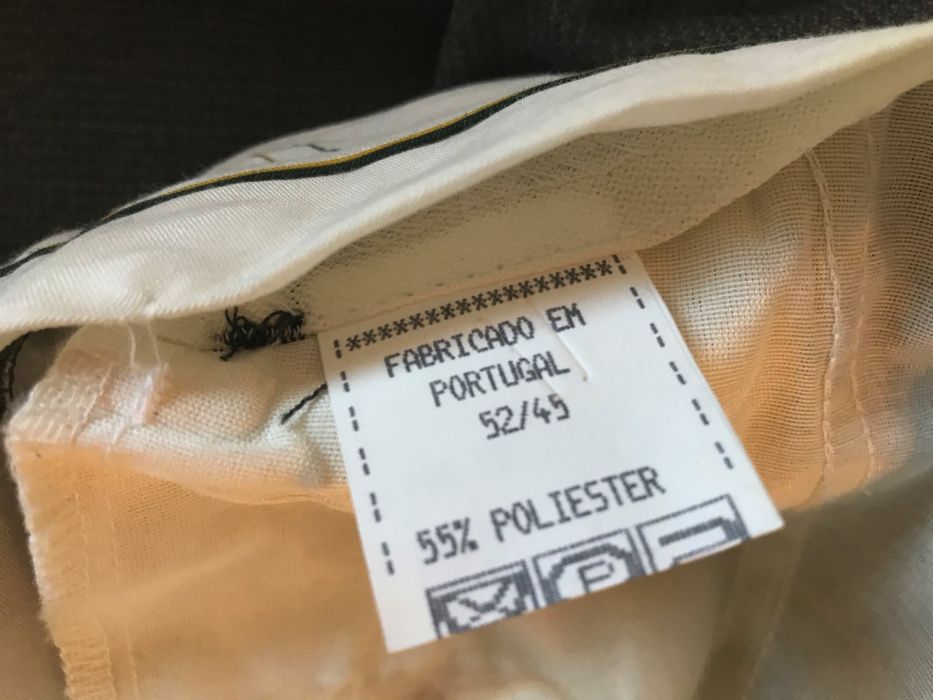 ****************
FABRICADO EM
PORTUGAL
52/45
55% POLIESTER
P